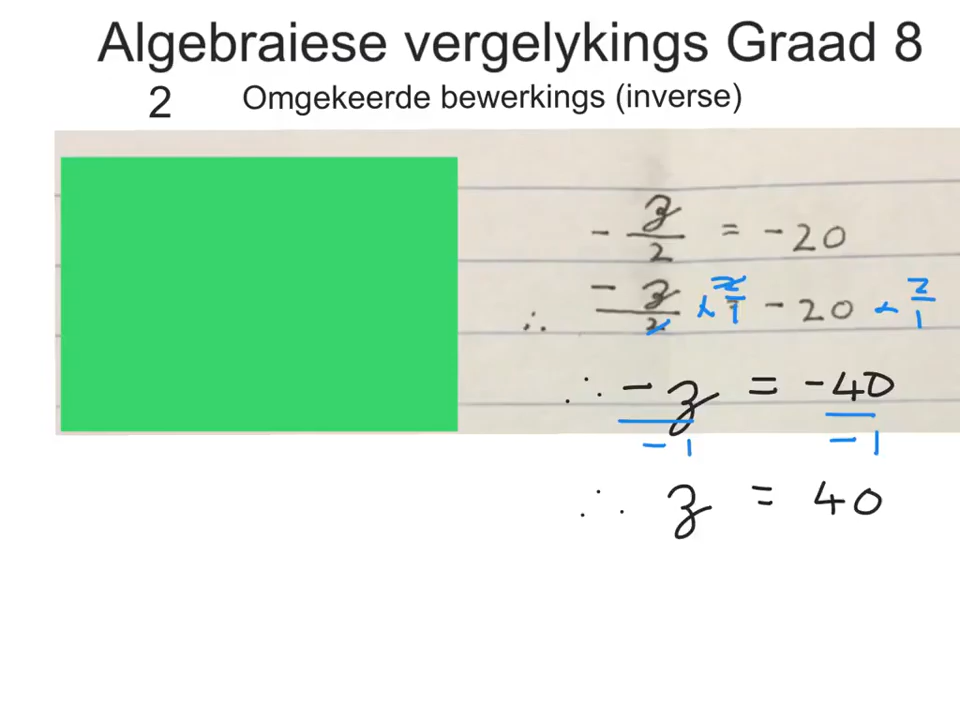 Algebraiese vergelykings Graad 8
2 Omgekeerde bewerkings (inverse)
- z/2 = -20
∴ -z/2 × 2/1 = -20 × 2/1
∴ -z/-1 = -40/-1
∴ z = 40